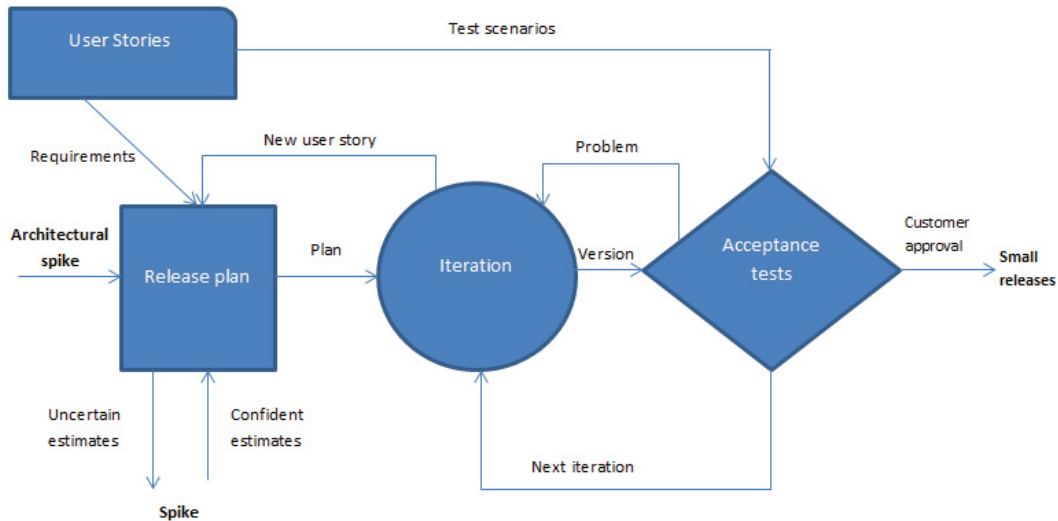 User Stories
Test scenarios
New user story
Problem
Requirements
Architectural
spike
Release plan
Plan
Iteration
Version
Acceptance
tests
Customer
approval
Small
releases
Uncertain
estimates
Confident
estimates
Next iteration
Spike